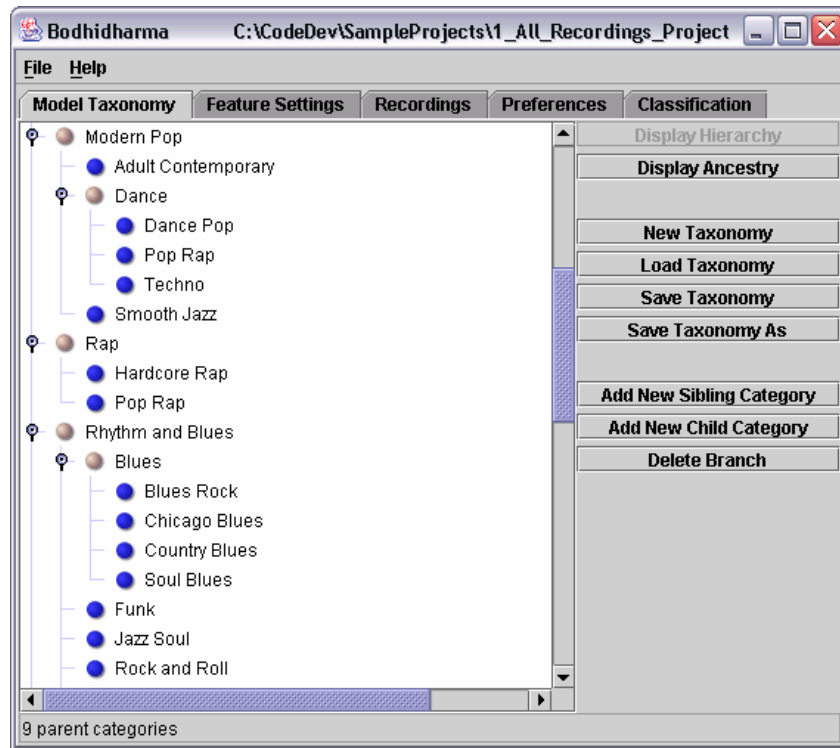 Bodhidharma C:\CodeDev\SampleProjects\1_All_Recordings_Project
File Help
Model Taxonomy Feature Settings Recordings Preferences Classification
Modern Pop
Adult Contemporary
Dance
Dance Pop
Pop Rap
Techno
Smooth Jazz
Rap
Hardcore Rap
Pop Rap
Rhythm and Blues
Blues
Blues Rock
Chicago Blues
Country Blues
Soul Blues
Funk
Jazz Soul
Rock and Roll
Display Hierarchy
Display Ancestry
New Taxonomy
Load Taxonomy
Save Taxonomy
Save Taxonomy As
Add New Sibling Category
Add New Child Category
Delete Branch
9 parent categories